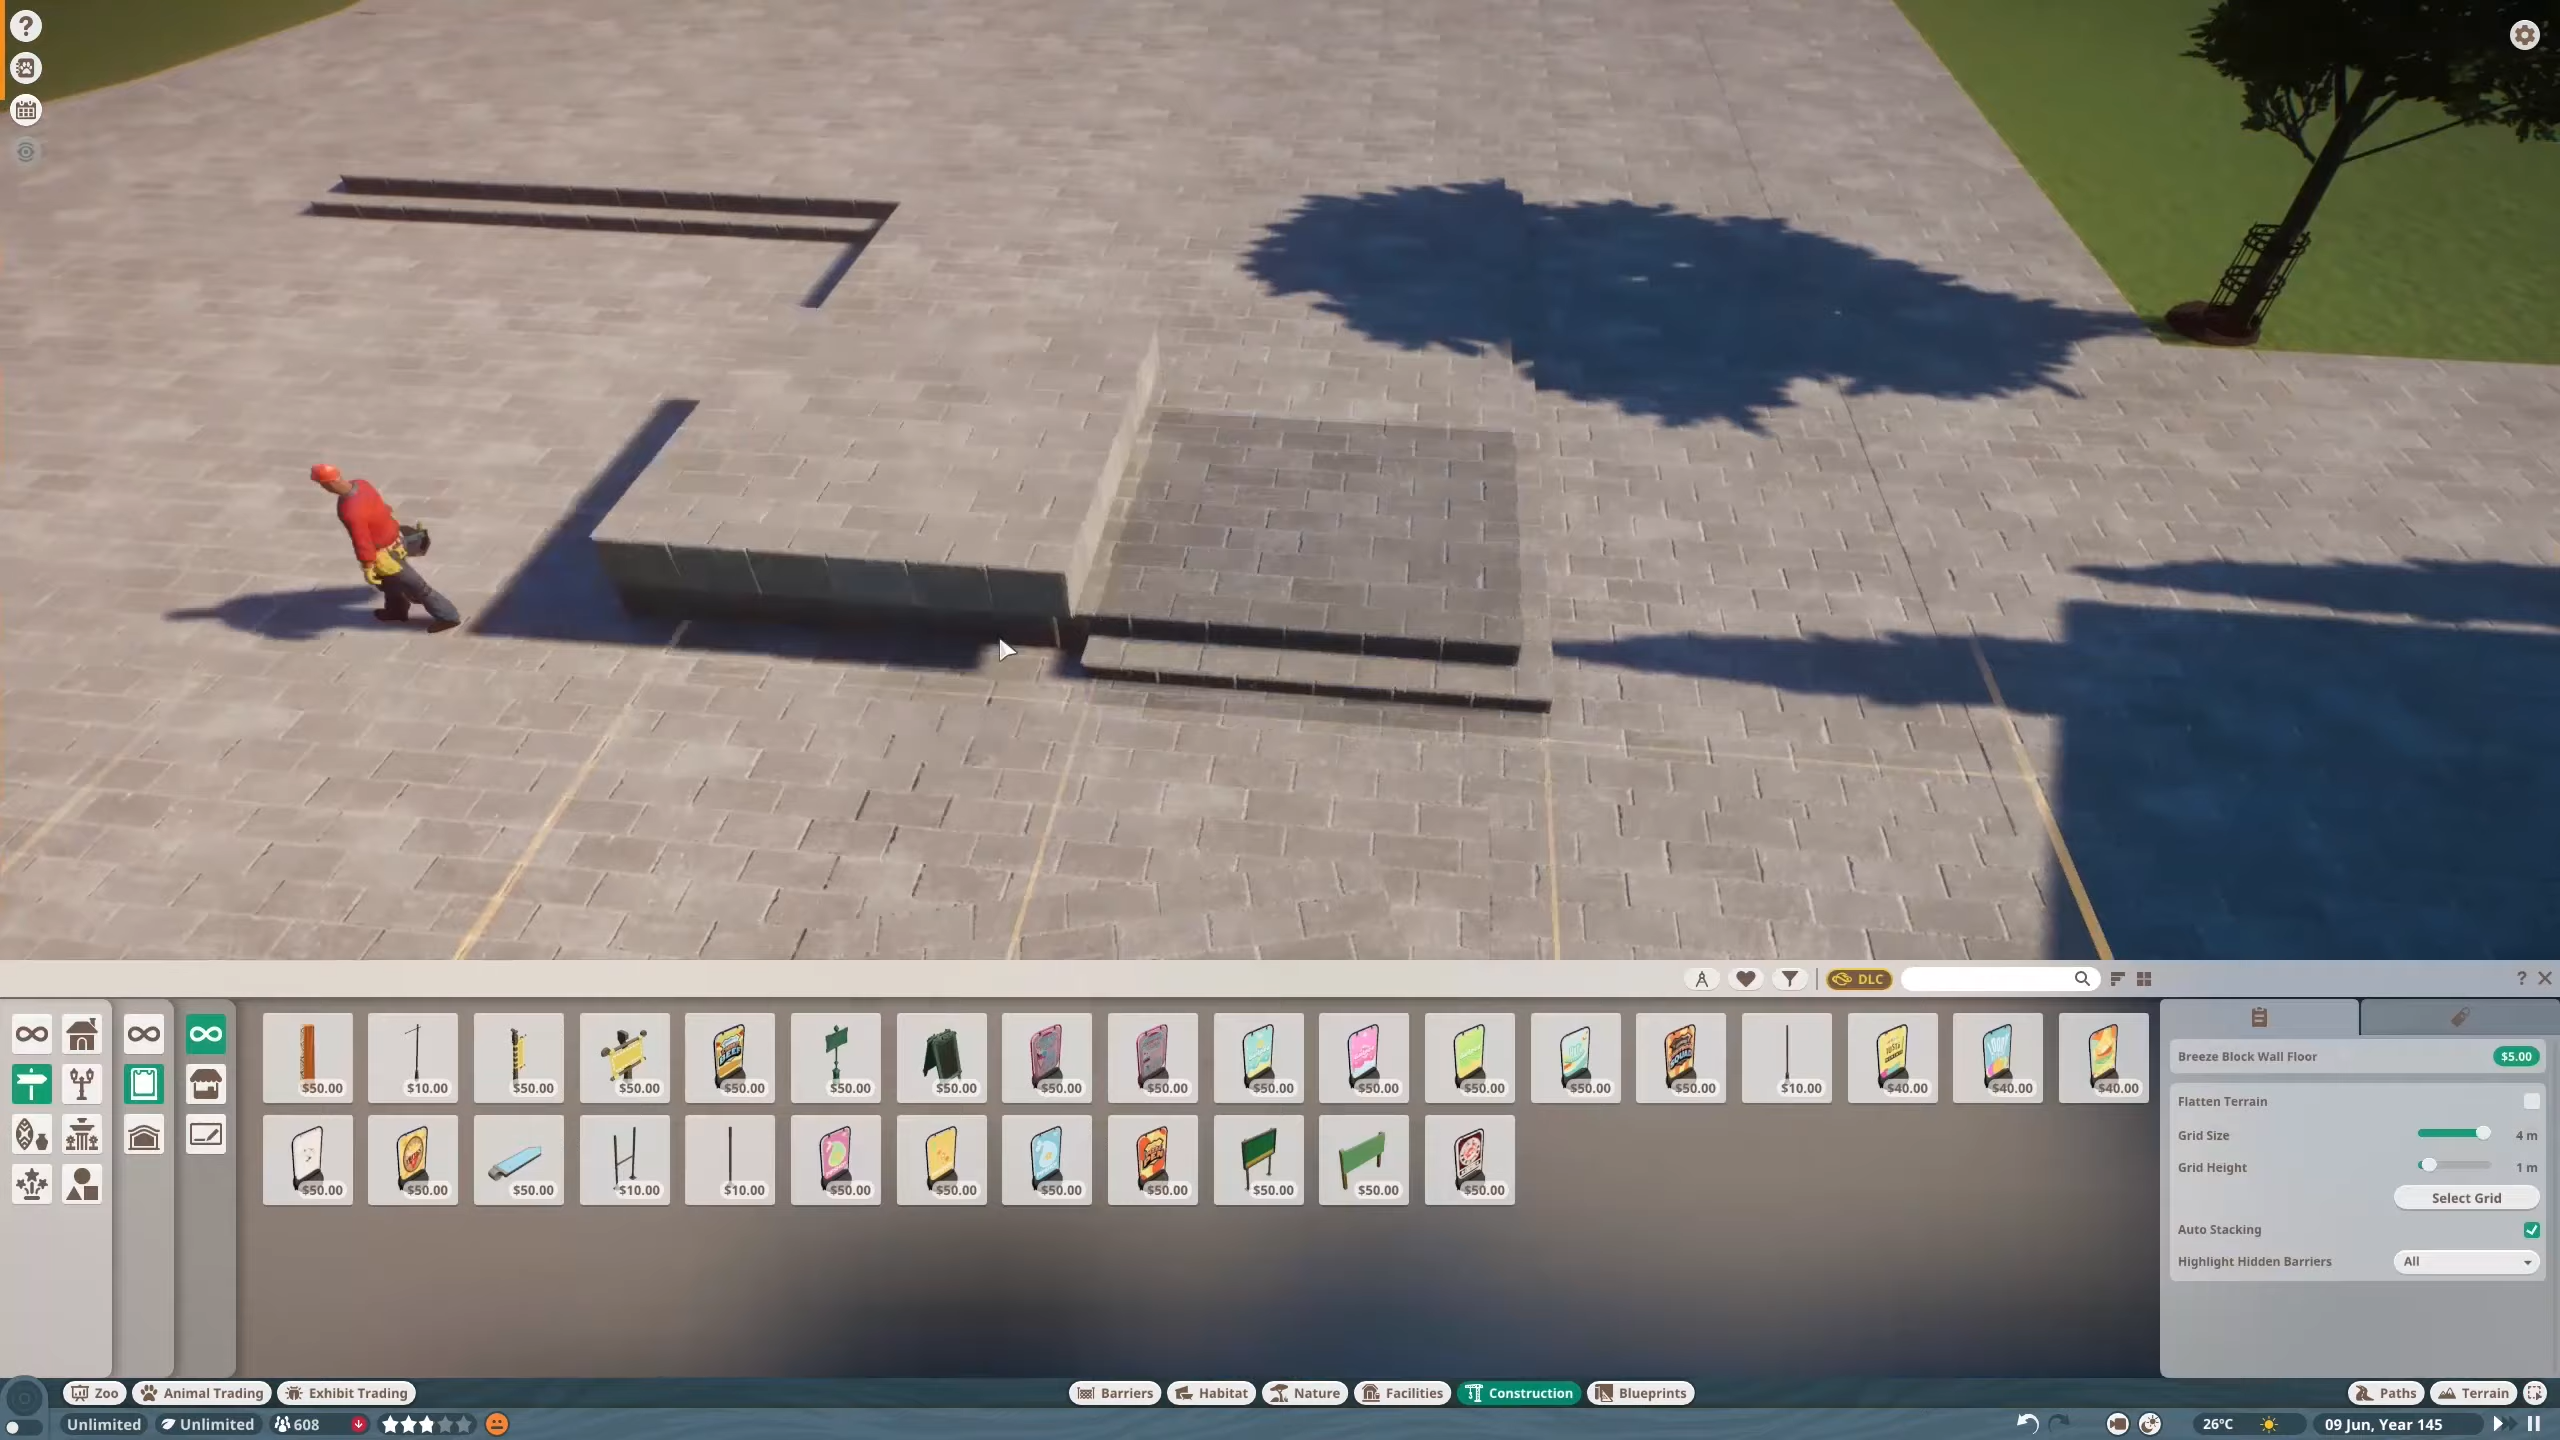 DLC
$50.00 $10.00 $50.00 $50.00 $50.00 $50.00 $50.00 $50.00 $50.00 $50.00 $50.00 $50.00 $50.00 $50.00 $10.00 $40.00 $40.00 $40.00
$50.00 $50.00 $50.00 $10.00 $10.00 $50.00 $50.00 $50.00 $50.00 $50.00 $50.00 $50.00
Breeze Block Wall Floor $5.00
Flatten Terrain
Grid Size 4 m
Grid Height 1 m
Select Grid
Auto Stacking
Highlight Hidden Barriers All
Zoo Animal Trading Exhibit Trading Barriers Habitat Nature Facilities Construction Blueprints Paths Terrain
Unlimited Unlimited 608 26°C 09 Jun, Year 145